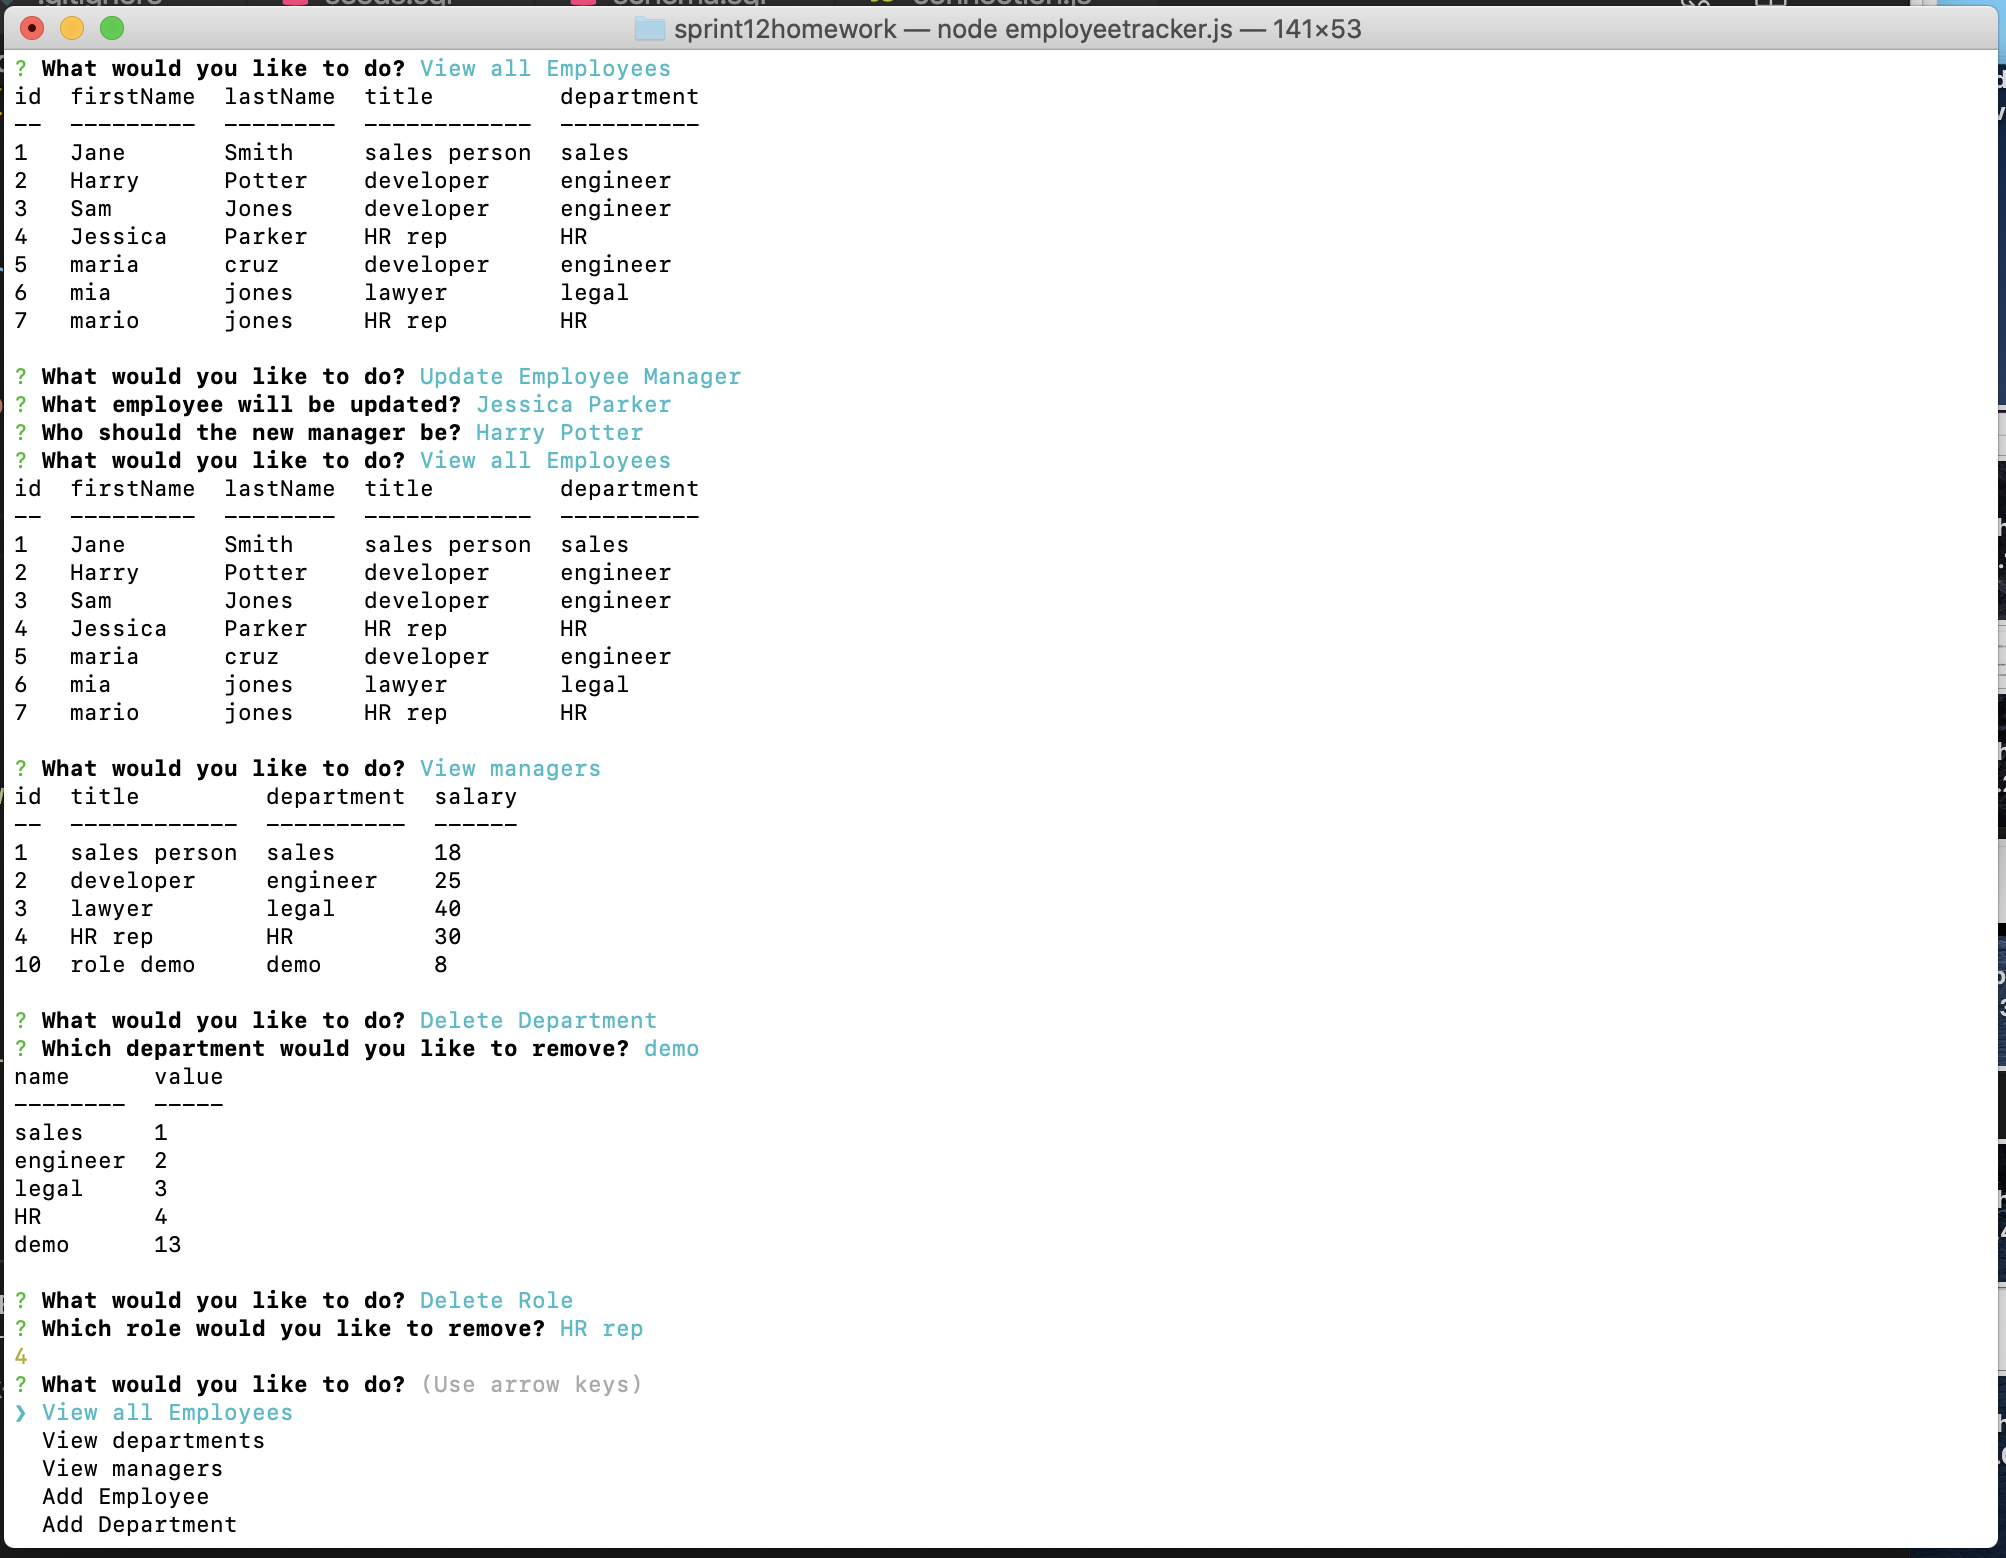 sprint12homework — node employeetracker.js — 141×53
? What would you like to do? View all Employees
id  firstName  lastName  title         department
--  ---------  --------  ------------  ----------
1   Jane       Smith     sales person  sales
2   Harry      Potter    developer     engineer
3   Sam        Jones     developer     engineer
4   Jessica    Parker    HR rep        HR
5   maria      cruz      developer     engineer
6   mia        jones     lawyer        legal
7   mario      jones     HR rep        HR
? What would you like to do? Update Employee Manager
? What employee will be updated? Jessica Parker
? Who should the new manager be? Harry Potter
? What would you like to do? View all Employees
id  firstName  lastName  title         department
--  ---------  --------  ------------  ----------
1   Jane       Smith     sales person  sales
2   Harry      Potter    developer     engineer
3   Sam        Jones     developer     engineer
4   Jessica    Parker    HR rep        HR
5   maria      cruz      developer     engineer
6   mia        jones     lawyer        legal
7   mario      jones     HR rep        HR
? What would you like to do? View managers
id  title         department  salary
--  ------------  ----------  ------
1   sales person  sales       18
2   developer     engineer    25
3   lawyer        legal       40
4   HR rep        HR          30
10  role demo     demo        8
? What would you like to do? Delete Department
? Which department would you like to remove? demo
name      value
--------  -----
sales     1
engineer  2
legal     3
HR        4
demo      13
? What would you like to do? Delete Role
? Which role would you like to remove? HR rep
4
? What would you like to do? (Use arrow keys)
❯ View all Employees
  View departments
  View managers
  Add Employee
  Add Department